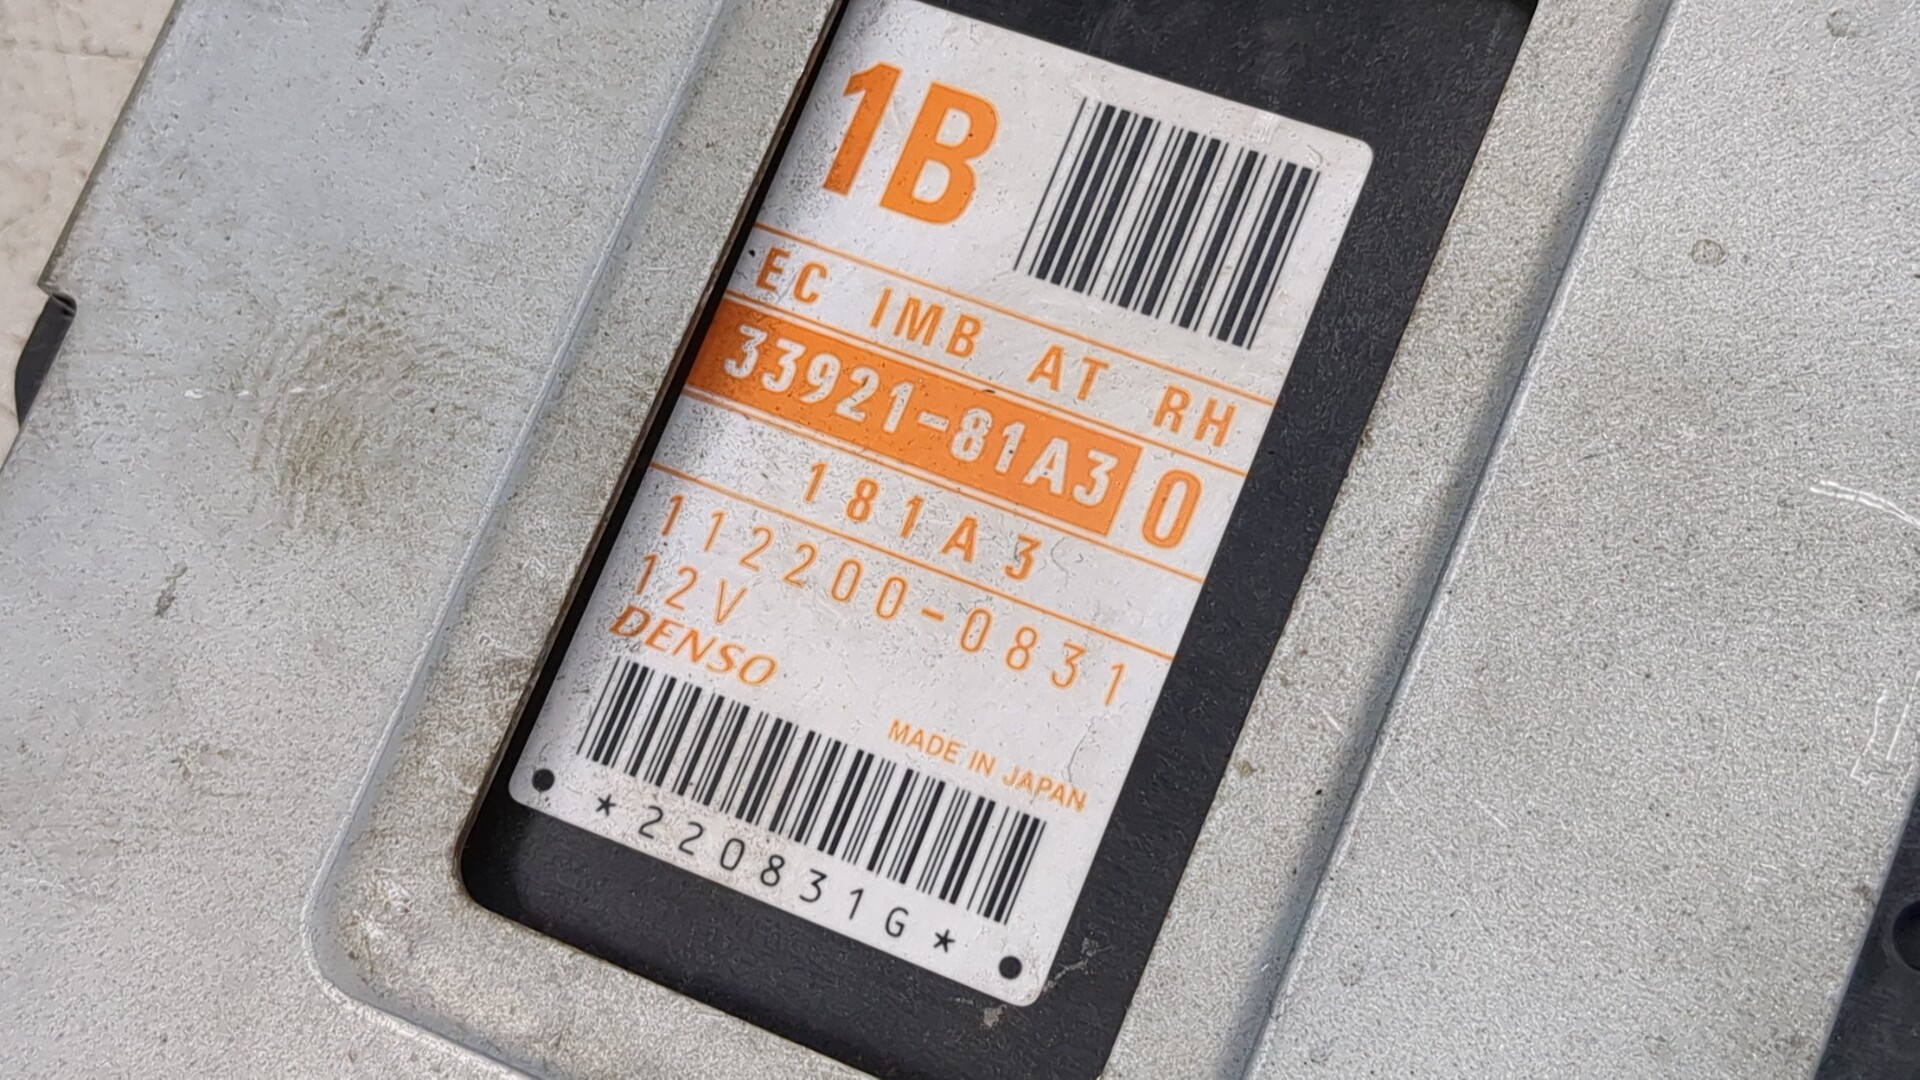 1B
EC IMB AT RH
33921-81A3 0
181A3
112200-0831
12V
DENSO
MADE IN JAPAN
*220831G*